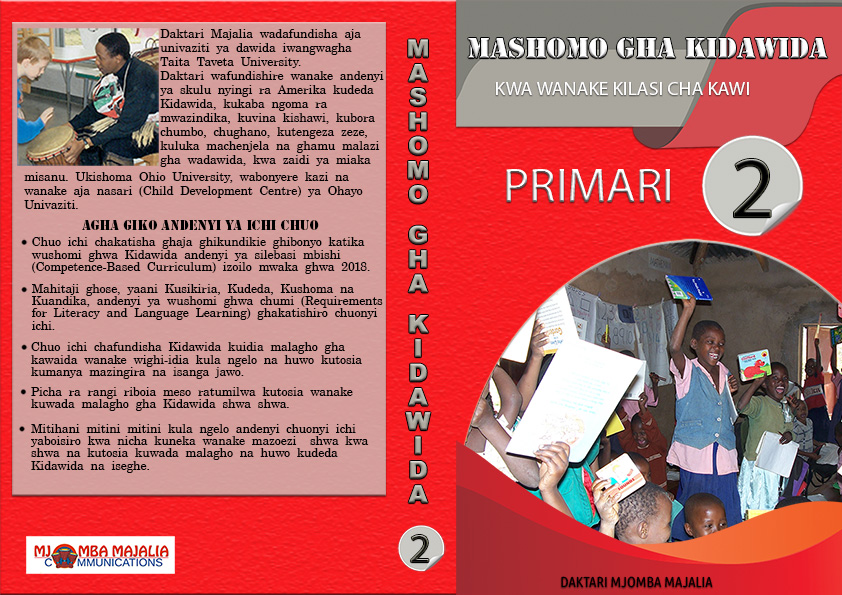 Daktari Majalia wadafundisha aja
univaziti ya dawida iwangwagha
Taita Taveta University.
Daktari wafundishire wanake andenyi
ya skulu nyingi ra Amerika kudeda
Kidawida, kukaba ngoma ra
mwazindika, kuvina kishawi, kubora
chumbo, chughano, kutengeza zeze,
kuluka machenjela na ghamu malazi
gha wadawida, kwa zaidi ya miaka
misanu. Ukishoma Ohio University, wabonyere kazi na
wanake aja nasari (Child Development Centre) ya Ohayo
Univaziti.
AGHA GIKO ANDENYI YA ICHI CHUO
• Chuo ichi chakatisha ghaja ghikundikie ghibonyo katika
wushomi ghwa Kidawida andenyi ya silebasi mbishi
(Competence-Based Curriculum) izoilo mwaka ghwa 2018.
• Mahitaji ghose, yaani Kusikiria, Kudeda, Kushoma na
Kuandika, andenyi ya wushomi ghwa chumi (Requirements
for Literacy and Language Learning) ghakatishiro chuonyi
ichi.
• Chuo ichi chafundisha Kidawida kuidia malagho gha
kawaida wanake wighi-idia kula ngelo na huwo kutosia
kumanya mazingira na isanga jawo.
• Picha ra rangi riboia meso ratumilwa kutosia wanake
kuwada malagho gha Kidawida shwa shwa.
• Mitihani mitini mitini kula ngelo andenyi chuonyi ichi
yaboisiro kwa nicha kuneka wanake mazoezi shwa kwa
shwa na kutosia kuwada malagho na huwo kudeda
Kidawida na iseghe.
MJOMBA MAJALIA
COMMUNICATIONS
MASHOMO GHA KIDAWIDA
2
MASHOMO GHA KIDAWIDA
KWA WANAKE KILASI CHA KAWI
PRIMARI 2
DAKTARI MJOMBA MAJALIA